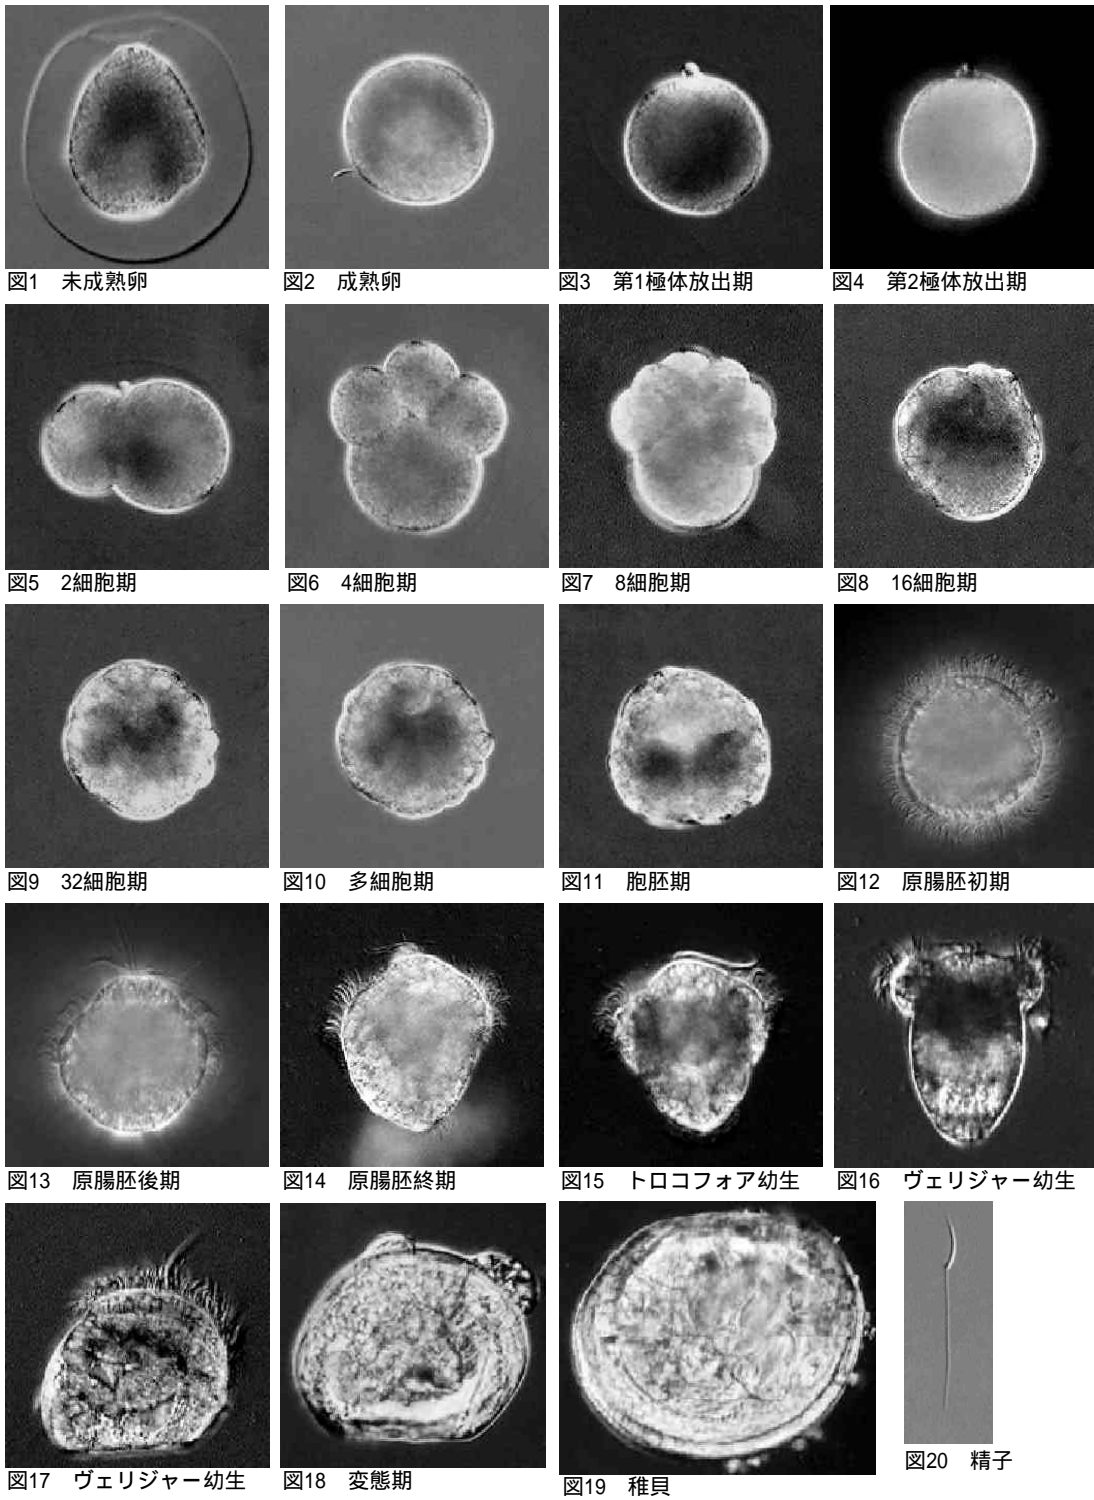 図1 未成熟卵
図2 成熟卵
図3 第1極体放出期
図4 第2極体放出期
図5 2細胞期
図6 4細胞期
図7 8細胞期
図8 16細胞期
図9 32細胞期
図10 多細胞期
図11 胞胚期
図12 原腸胚初期
図13 原腸胚後期
図14 原腸胚終期
図15 トロコフォア幼生
図16 ヴェリジャー幼生
図17 ヴェリジャー幼生
図18 変態期
図19 稚貝
図20 精子